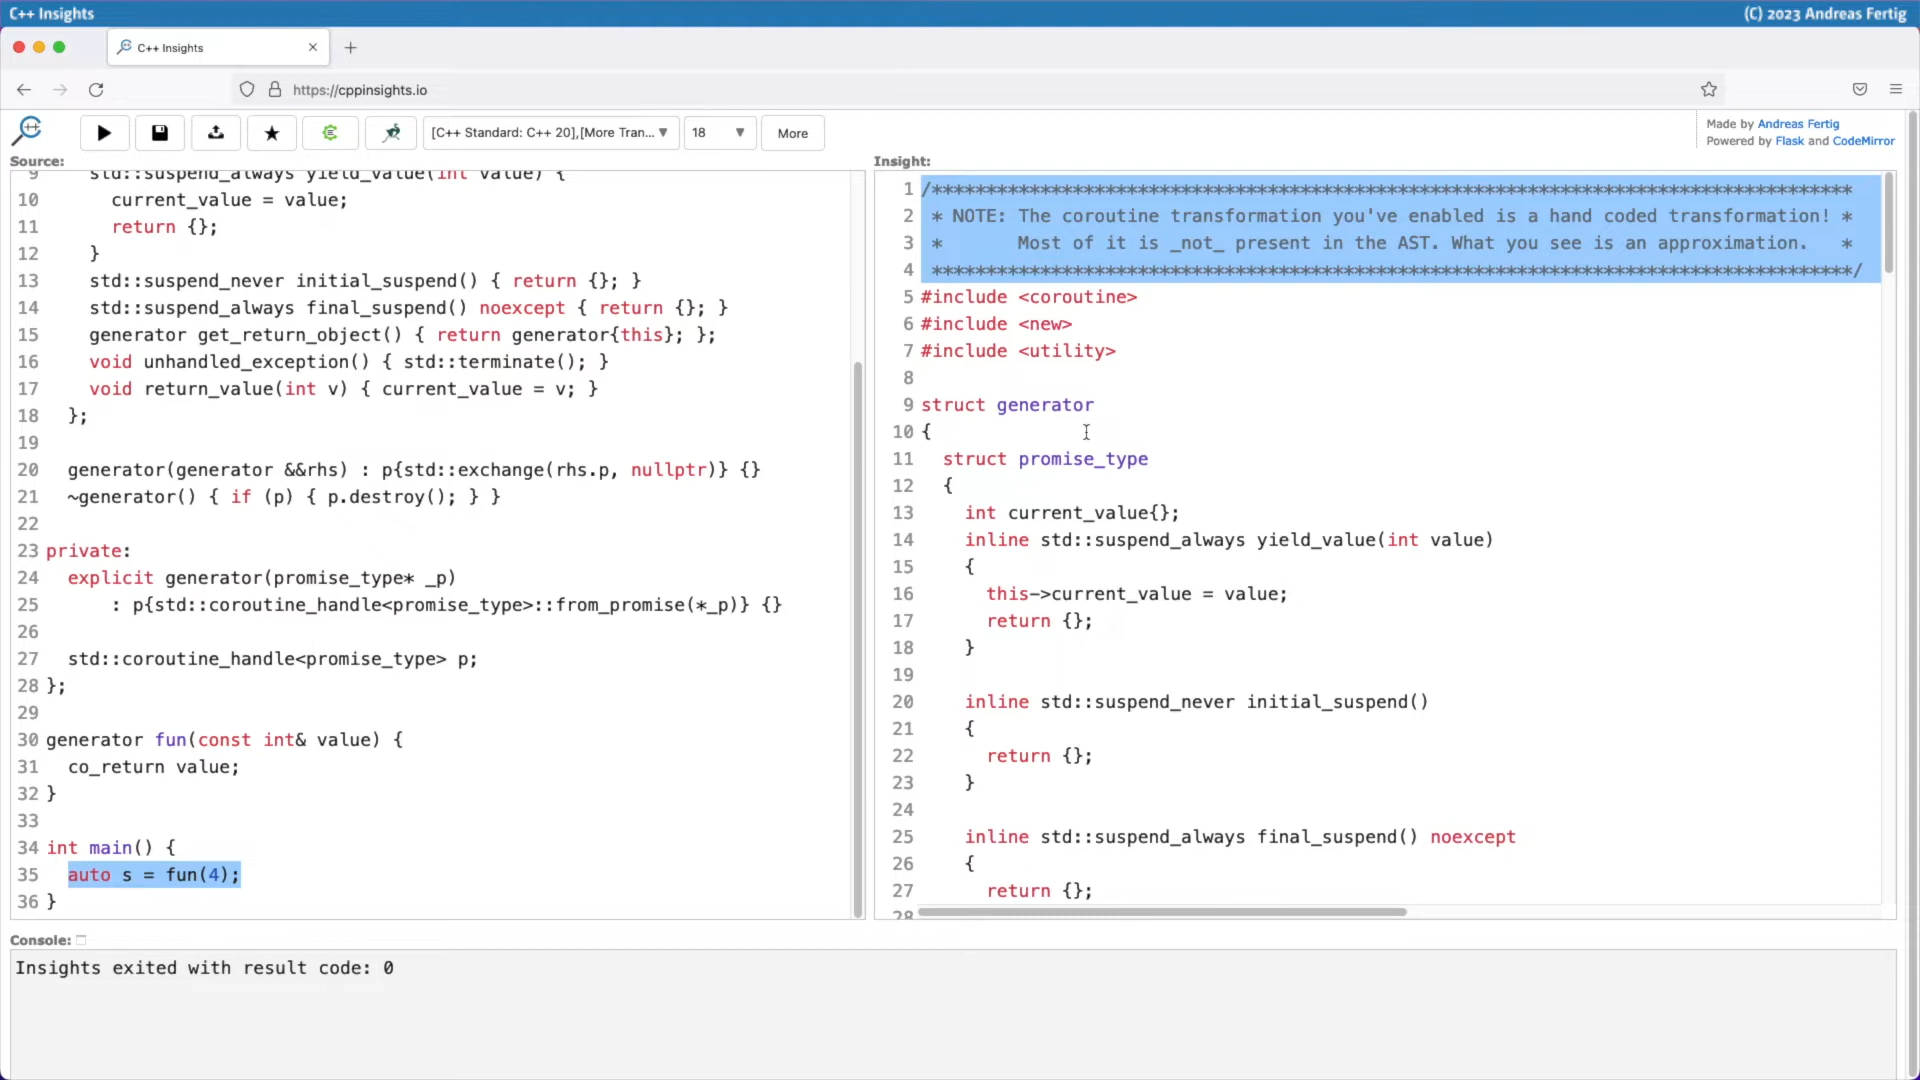 C++ Insights
(C) 2023 Andreas Fertig
C++ Insights
https://cppinsights.io
[C++ Standard: C++ 20],[More Tran...
18
More
Made by Andreas Fertig
Powered by Flask and CodeMirror
Source:
9     std::suspend_always yield_value(int value) {
10       current_value = value;
11       return {};
12     }
13     std::suspend_never initial_suspend() { return {}; }
14     std::suspend_always final_suspend() noexcept { return {}; }
15     generator get_return_object() { return generator{this}; };
16     void unhandled_exception() { std::terminate(); }
17     void return_value(int v) { current_value = v; }
18   };
19
20   generator(generator &&rhs) : p{std::exchange(rhs.p, nullptr)} {}
21   ~generator() { if (p) { p.destroy(); } }
22
23 private:
24   explicit generator(promise_type* _p)
25       : p{std::coroutine_handle<promise_type>::from_promise(*_p)} {}
26
27   std::coroutine_handle<promise_type> p;
28 };
29
30 generator fun(const int& value) {
31   co_return value;
32 }
33
34 int main() {
35   auto s = fun(4);
36 }
Insight:
1 /*************************************************************************************
2  * NOTE: The coroutine transformation you've enabled is a hand coded transformation! *
3  *       Most of it is _not_ present in the AST. What you see is an approximation.   *
4  *************************************************************************************/
5 #include <coroutine>
6 #include <new>
7 #include <utility>
8
9 struct generator
10 {
11   struct promise_type
12   {
13     int current_value{};
14     inline std::suspend_always yield_value(int value)
15     {
16       this->current_value = value;
17       return {};
18     }
19
20     inline std::suspend_never initial_suspend()
21     {
22       return {};
23     }
24
25     inline std::suspend_always final_suspend() noexcept
26     {
27       return {};
28
Console:
Insights exited with result code: 0